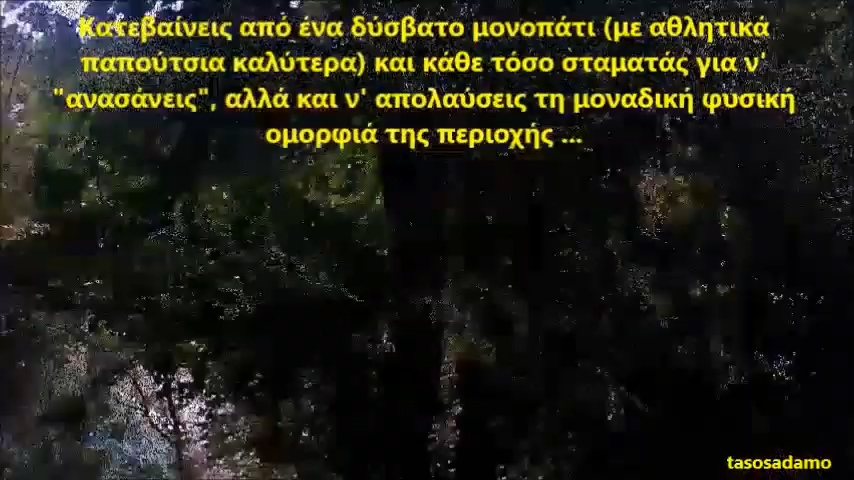 Κατεβαίνεις από ένα δύσβατο μονοπάτι (με αθλητικά
παπούτσια καλύτερα) και κάθε τόσο σταματάς για ν'
"ανασάνεις", αλλά και ν' απολαύσεις τη μοναδική φυσική
ομορφιά της περιοχής ...
tasosadamo